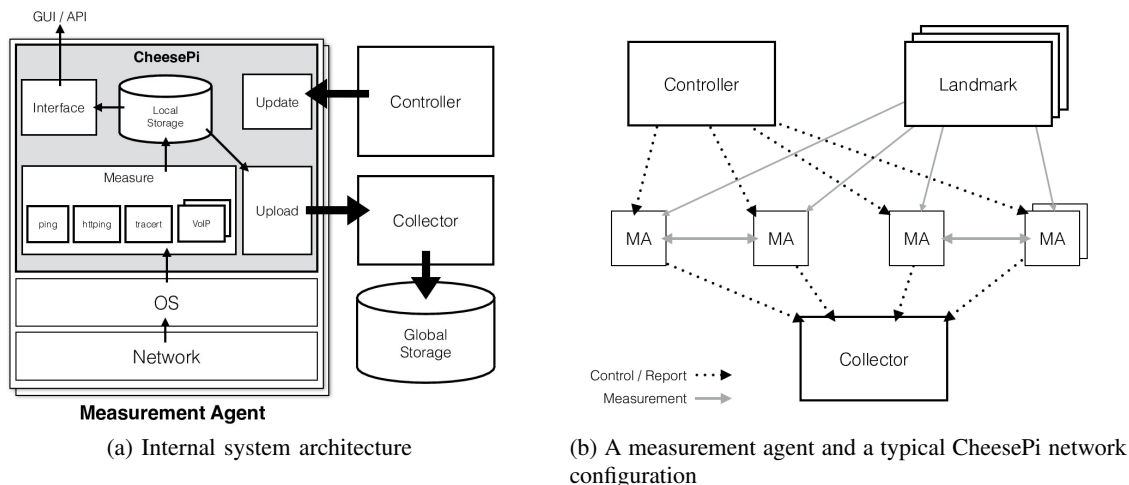 GUI / API
CheesePi
Interface
Local
Storage
Update
Controller
Measure
ping
httping
tracert
VoIP
Upload
Collector
OS
Network
Global
Storage
Measurement Agent
(a) Internal system architecture
Controller
Landmark
MA
MA
MA
MA
Collector
Control / Report
Measurement
(b) A measurement agent and a typical CheesePi network
configuration